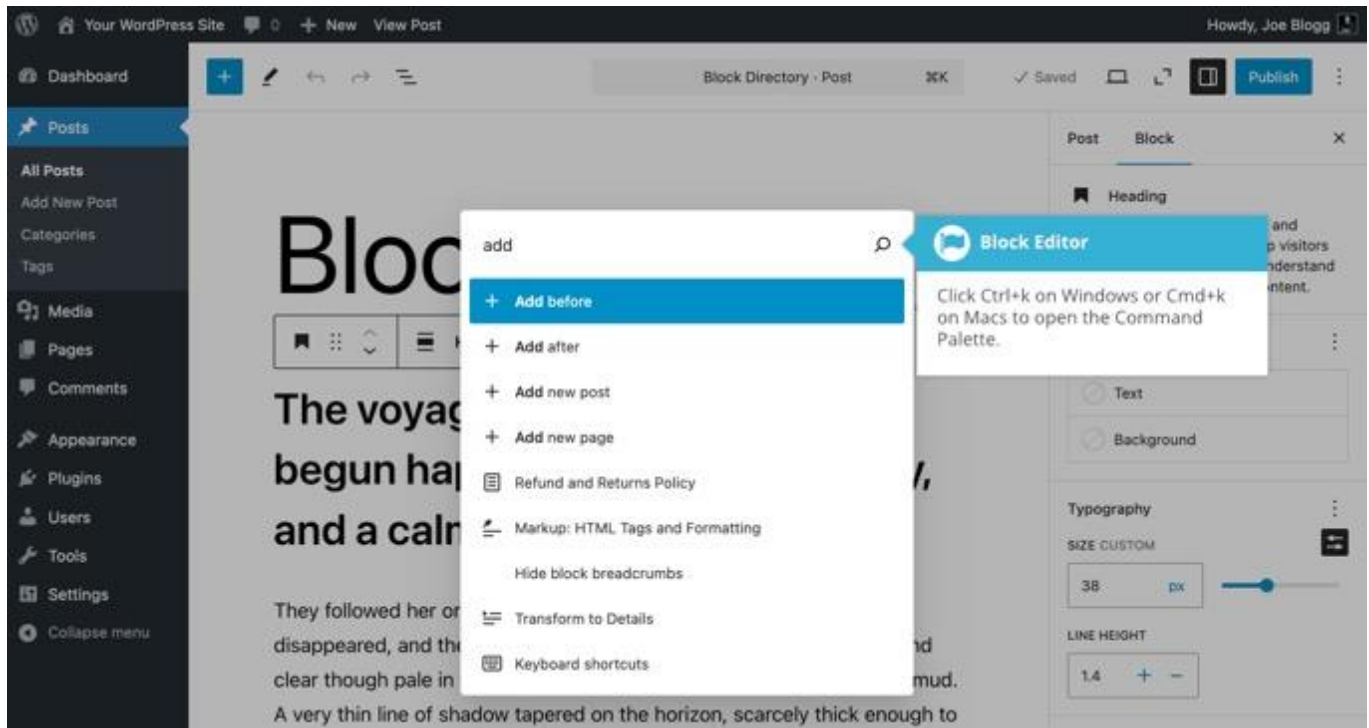 Your WordPress Site 0 + New View Post Howdy, Joe Blogg
Dashboard
Block Directory · Post ⌘K
Saved
Publish
Posts
All Posts
Add New Post
Categories
Tags
Media
Pages
Comments
Appearance
Plugins
Users
Tools
Settings
Collapse menu
Bloc
The voyag
begun hap y,
and a calm
They followed her or
disappeared, and the nd
clear though pale in mud.
A very thin line of shadow tapered on the horizon, scarcely thick enough to
add
Add before
Add after
Add new post
Add new page
Refund and Returns Policy
Markup: HTML Tags and Formatting
Hide block breadcrumbs
Transform to Details
Keyboard shortcuts
Block Editor
Click Ctrl+k on Windows or Cmd+k
on Macs to open the Command
Palette.
Post Block
Heading
and
visitors
ntent.
Text
Background
Typography
SIZE CUSTOM
38 px
LINE HEIGHT
1.4 + −